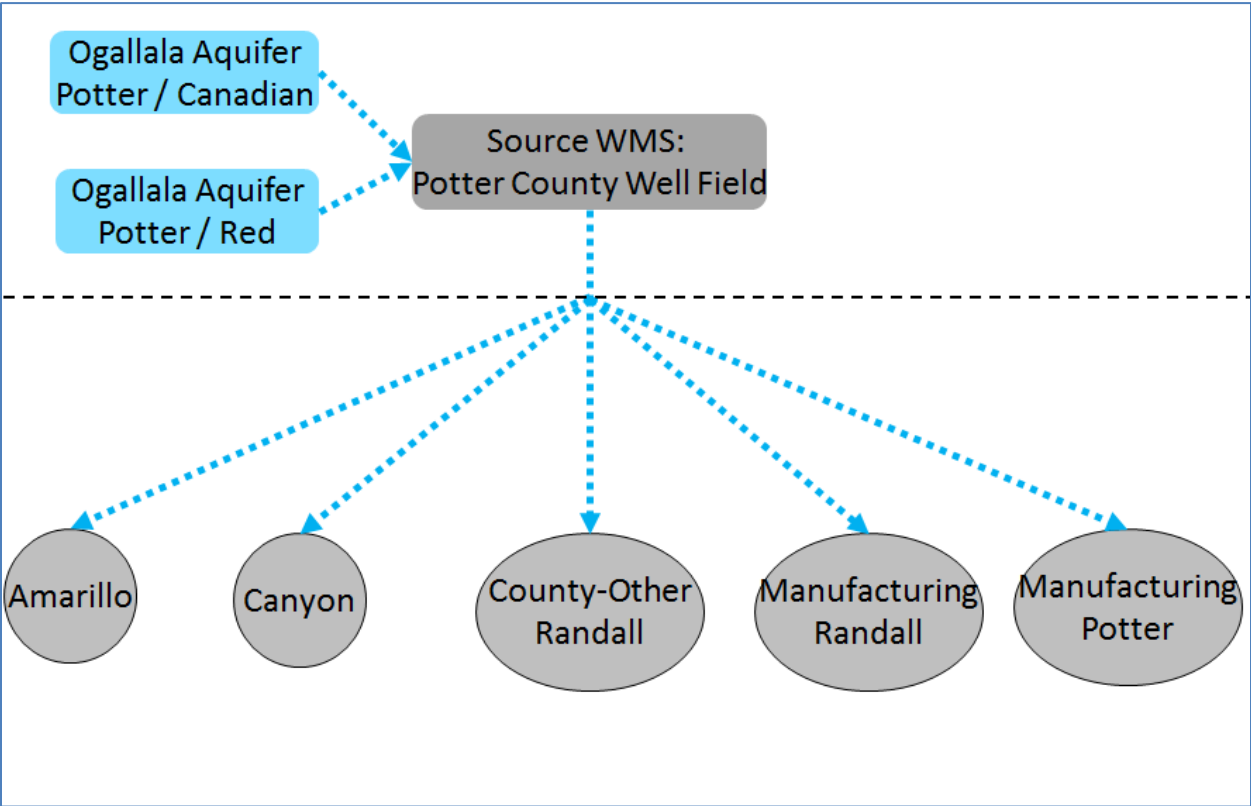 Ogallala Aquifer
Potter / Canadian
Ogallala Aquifer
Potter / Red
Source WMS:
Potter County Well Field
Amarillo
Canyon
County-Other
Randall
Manufacturing
Randall
Manufacturing
Potter